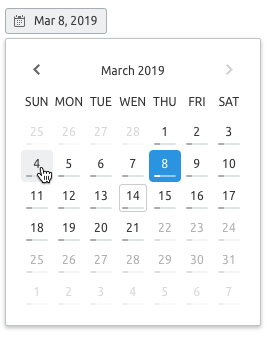 Mar 8, 2019
March 2019
SUN MON TUE WEN THU FRI SAT
25 26 27 28 1 2 3
4 5 6 7 8 9 10
11 12 13 14 15 16 17
18 19 20 21 22 23 24
25 26 27 28 29 30 31
1 2 3 4 5 6 7